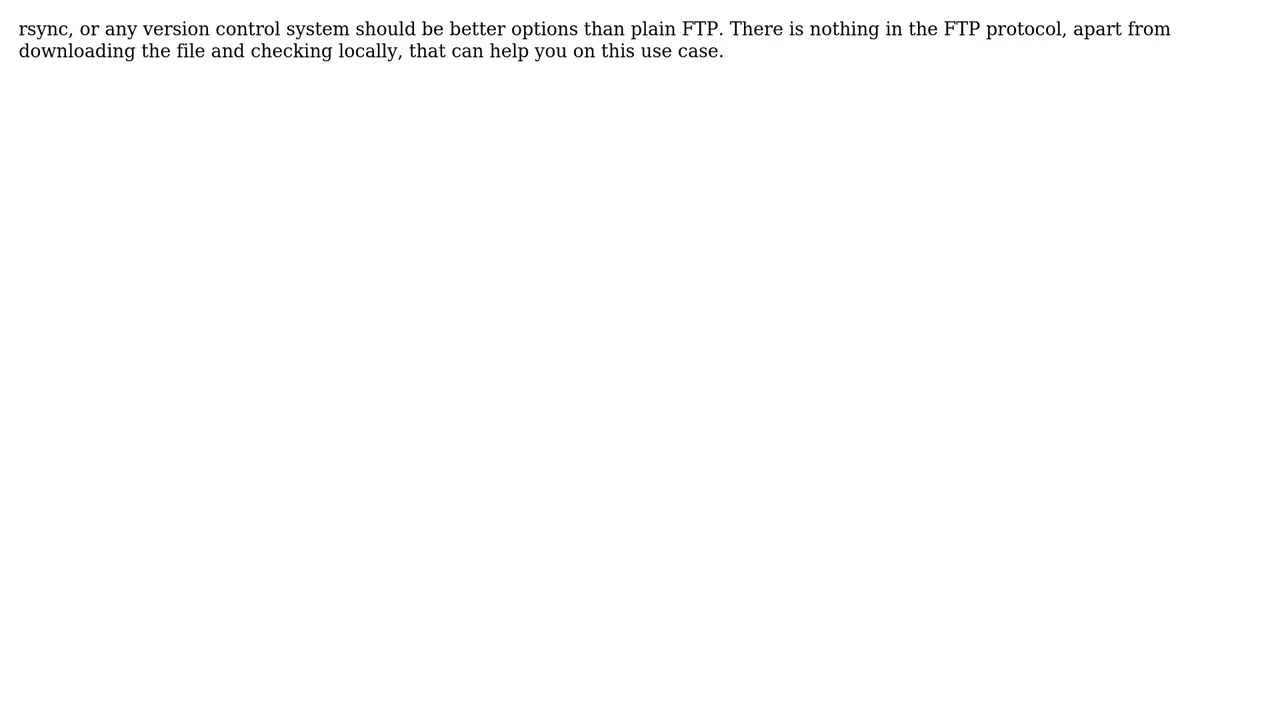 rsync, or any version control system should be better options than plain FTP. There is nothing in the FTP protocol, apart from
downloading the file and checking locally, that can help you on this use case.